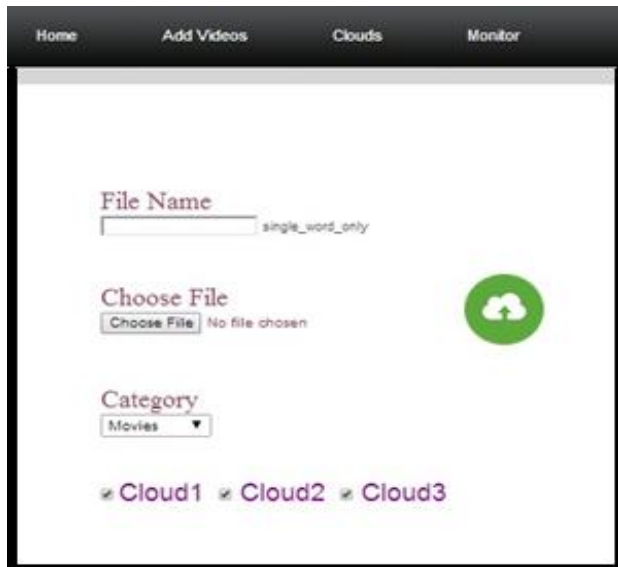 Home Add Videos Clouds Monitor
File Name
single_word_only
Choose File
Choose File No file chosen
Category
Movies
Cloud1 Cloud2 Cloud3